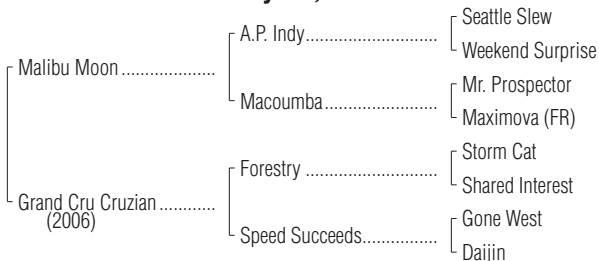 Seattle Slew
A.P. Indy
Weekend Surprise
Malibu Moon
Mr. Prospector
Macoumba
Maximova (FR)
Storm Cat
Forestry
Shared Interest
Grand Cru Cruzian
(2006)
Gone West
Speed Succeeds
Daijin